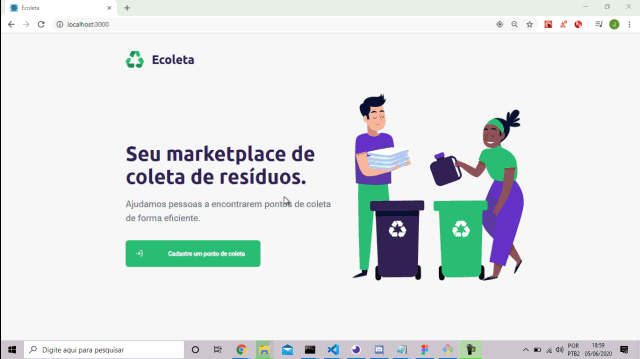 Ecoleta
localhost:3000
J
Ecoleta
Seu marketplace de
coleta de resíduos.
Ajudamos pessoas a encontrarem pontos de coleta
de forma eficiente.
Cadastre um ponto de coleta
Digite aqui para pesquisar
POR
PTB2
18:59
05/06/2020